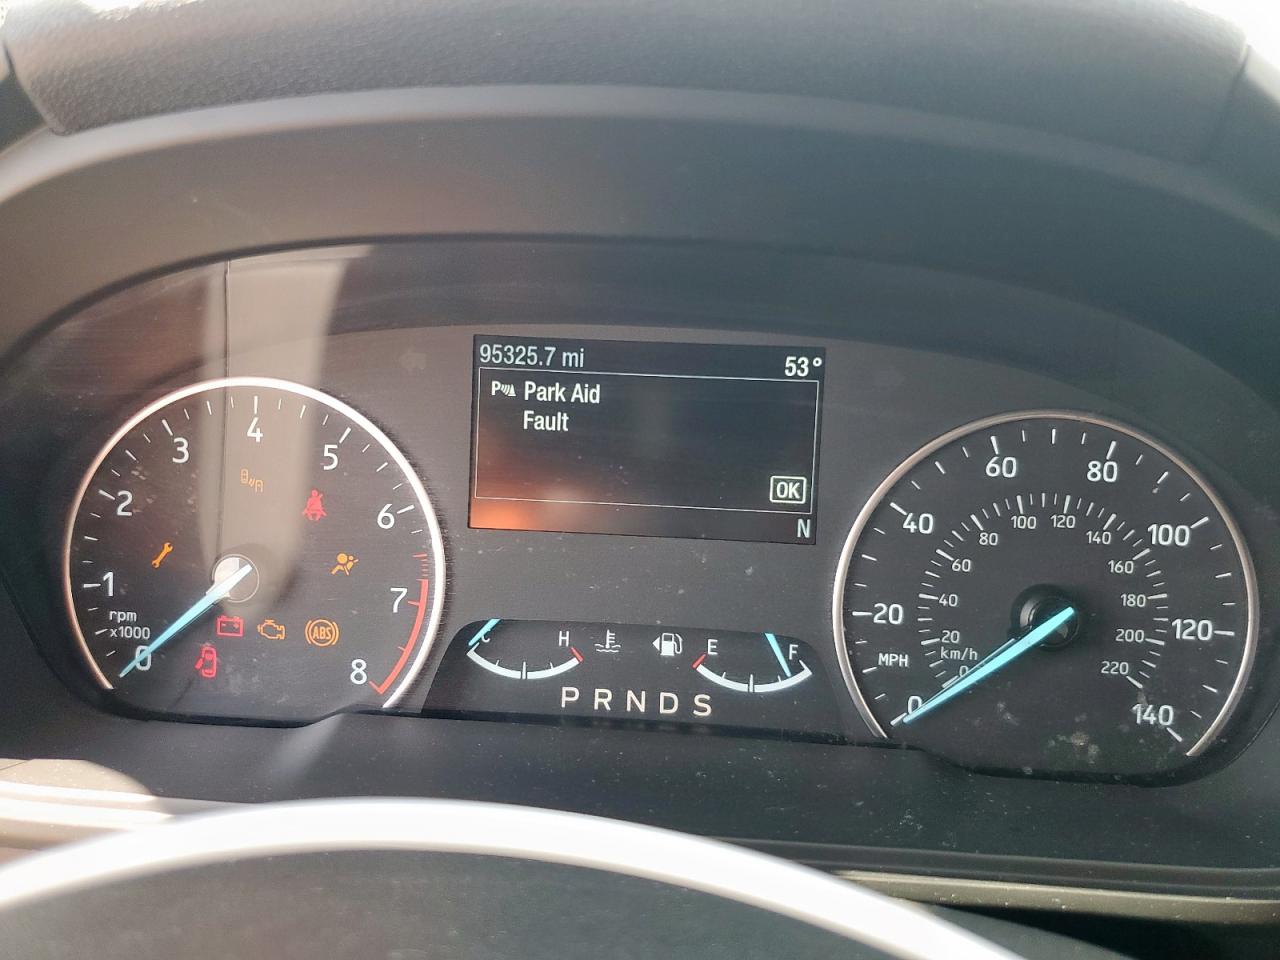 95325.7 mi 53°
P Park Aid
Fault
OK
N
0 1 2 3 4 5 6 7 8
rpm
x1000
ABS
C H E F
P R N D S
0 20 40 60 80 100 120 140
MPH
0 20 40 60 80 100 120 140 160 180 200 220
km/h